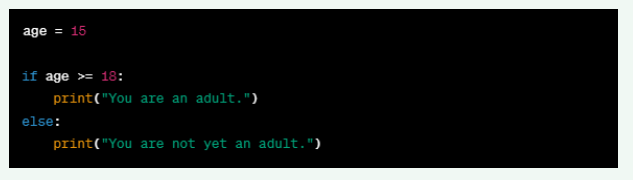 age = 15
if age >= 18:
    print("You are an adult.")
else:
    print("You are not yet an adult.")